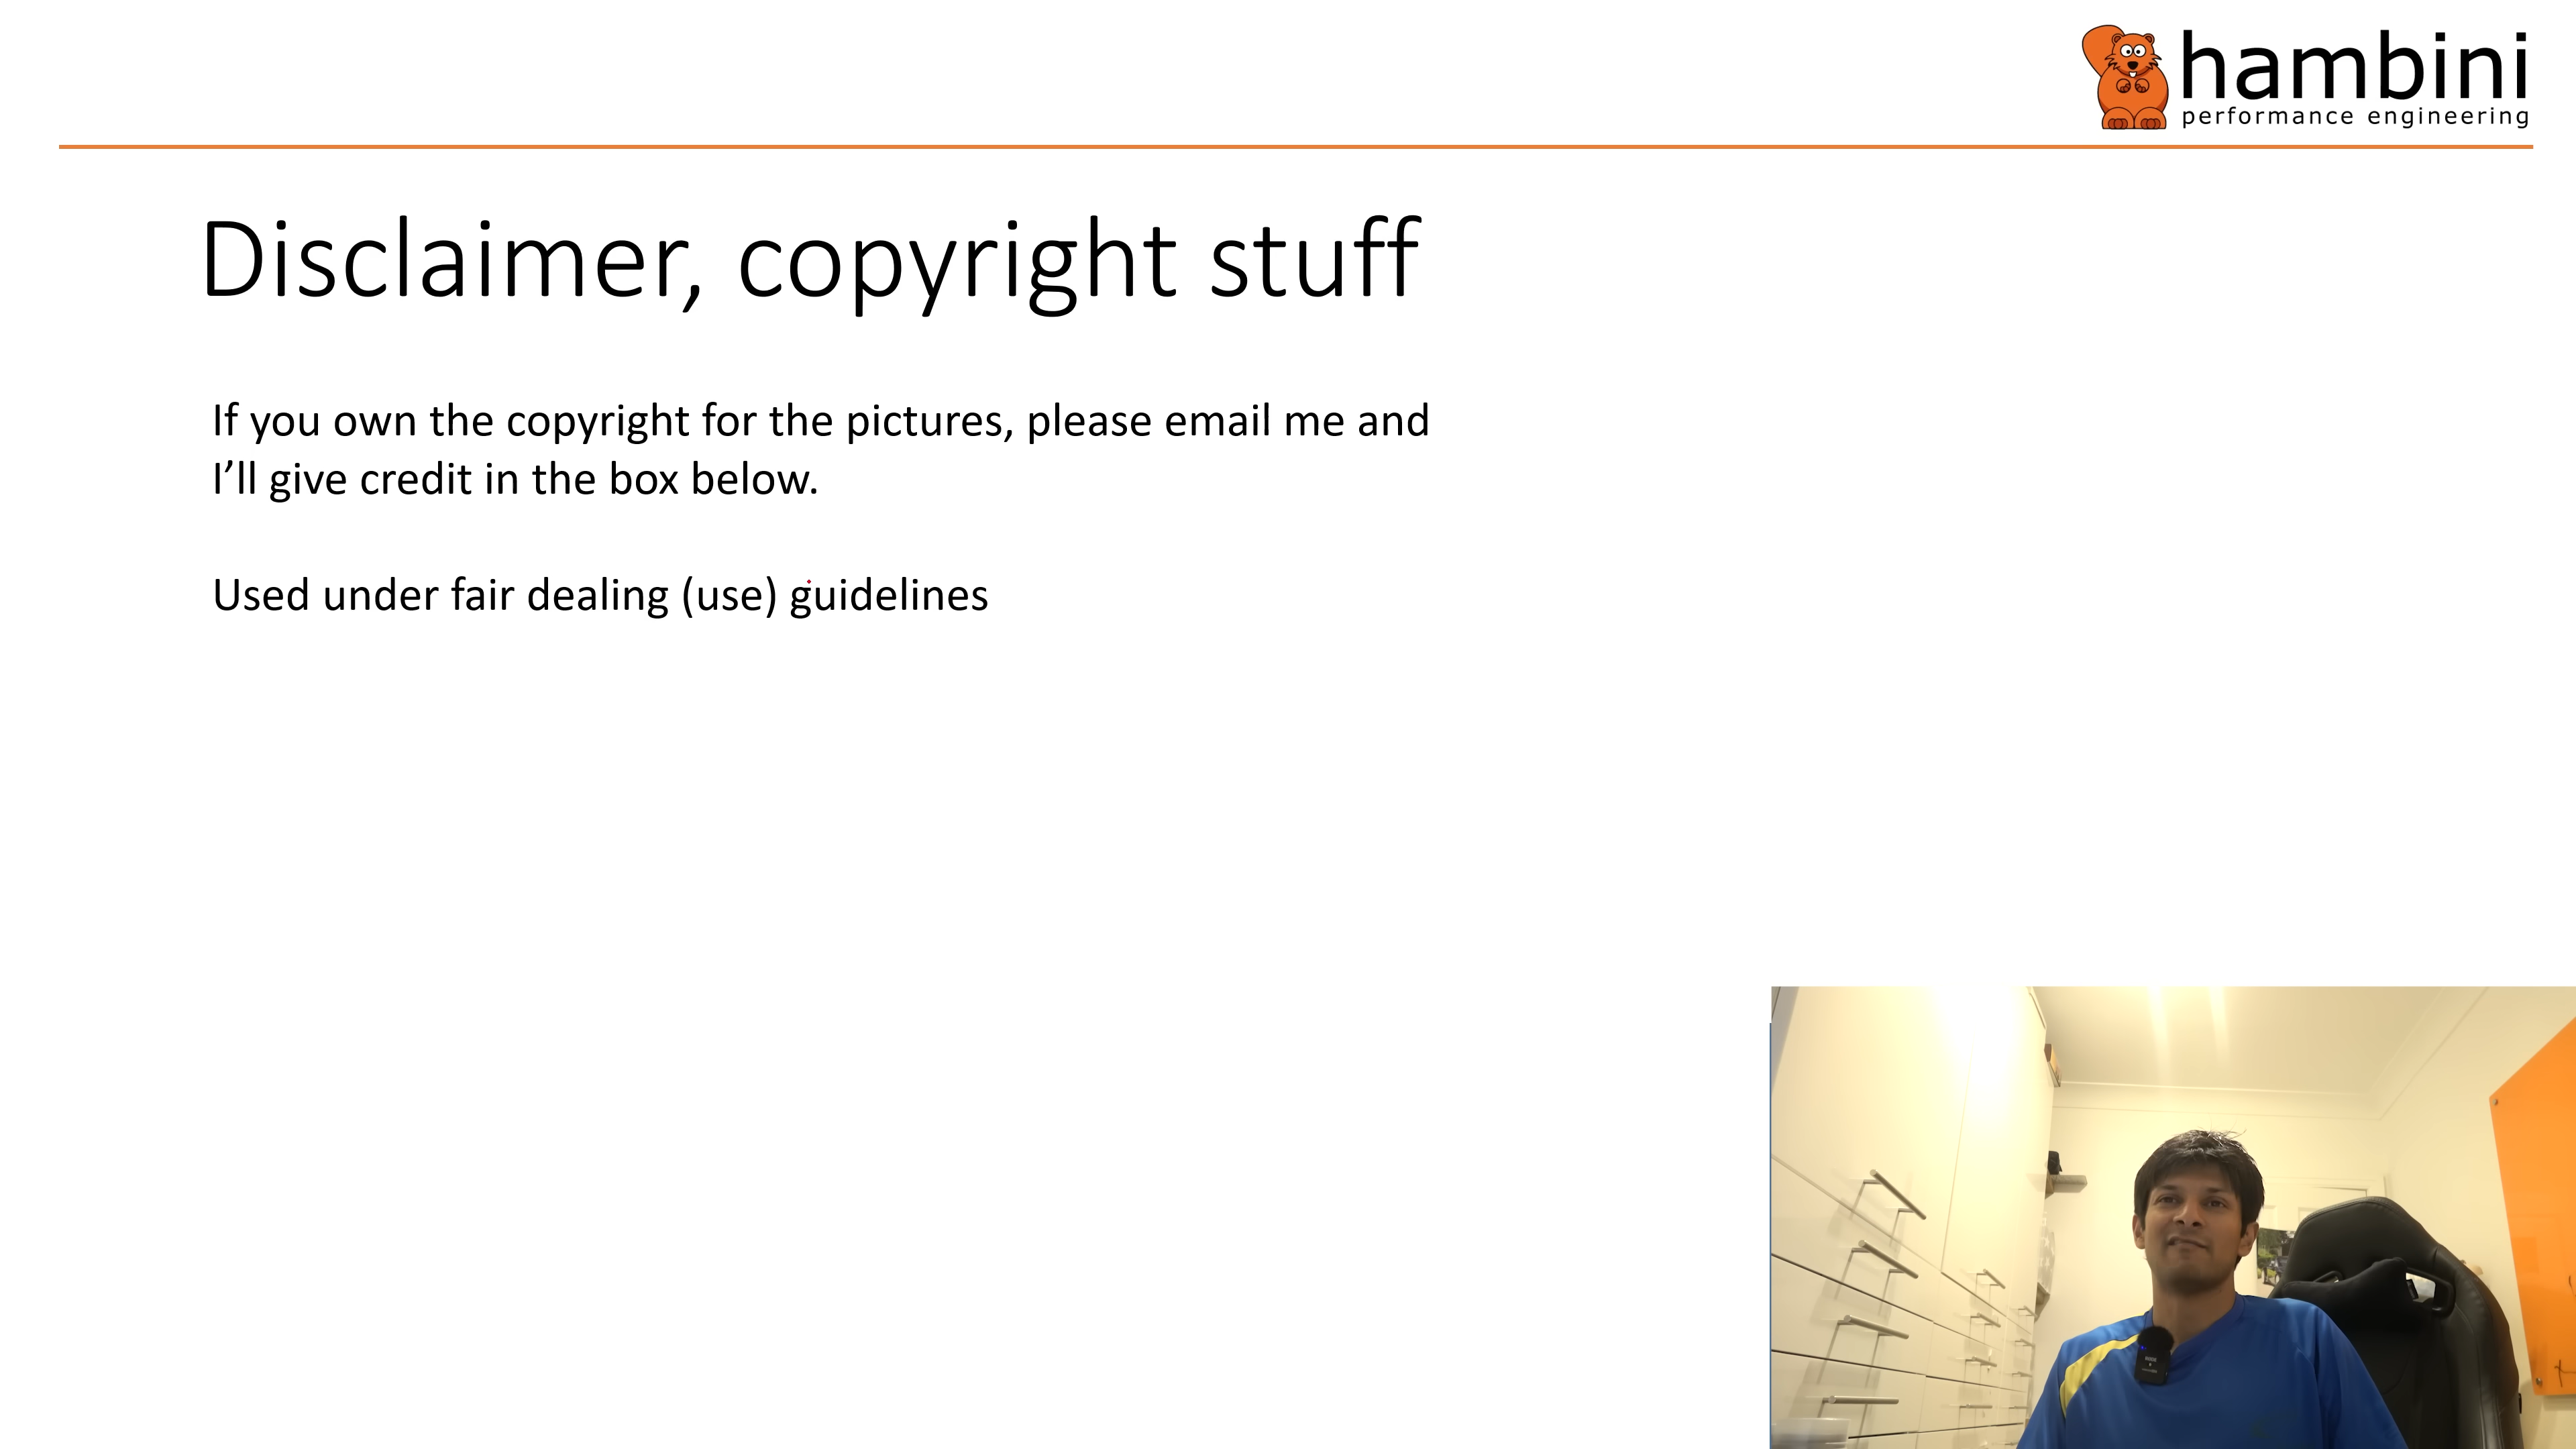 hambini
performance engineering
Disclaimer, copyright stuff
If you own the copyright for the pictures, please email me and
I’ll give credit in the box below.
Used under fair dealing (use) guidelines